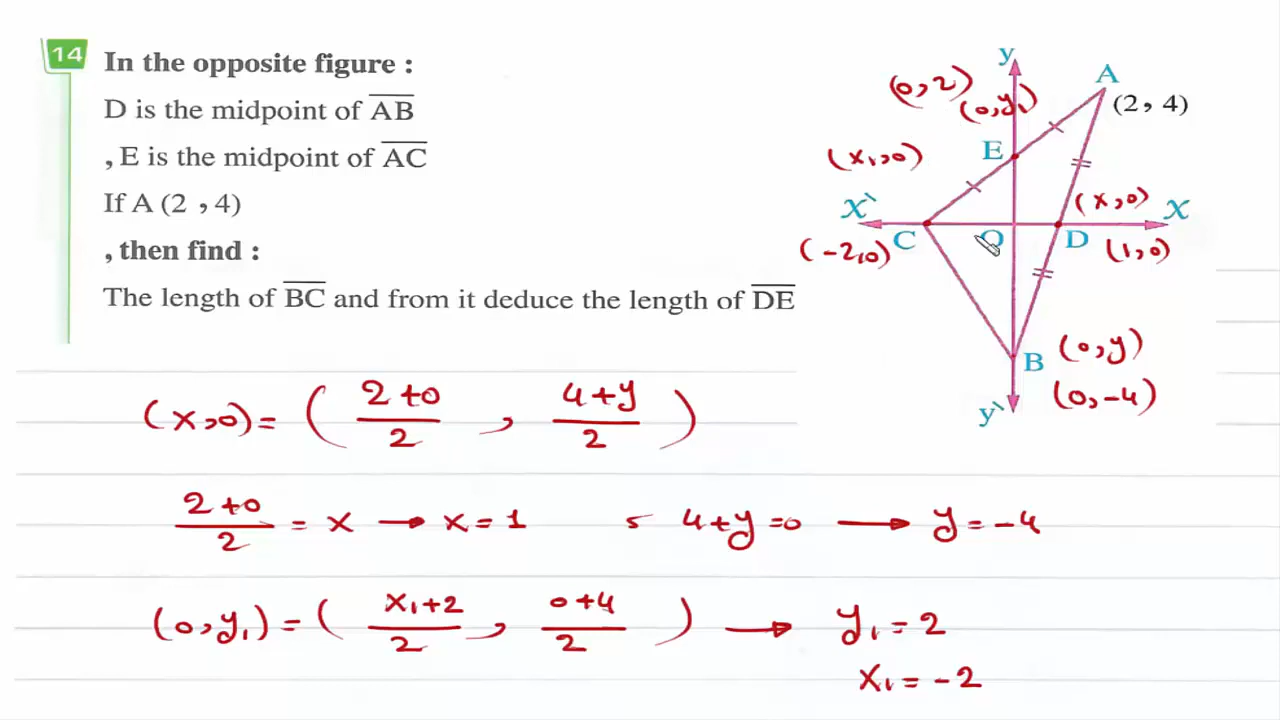 14
In the opposite figure :
D is the midpoint of AB
, E is the midpoint of AC
If A (2 , 4)
, then find :
The length of BC and from it deduce the length of DE
y
A
(0,2)
(0,y₁)
(2 , 4)
E
(x₁,0)
(x,0)
x`
x
C
O
D
(-2,0)
(1,0)
B
(0,y)
(0,-4)
y`
(x,0) = ( 2+0/2 , 4+y/2 )
2+0/2 = x → x = 1 , 4+y=0 → y = -4
(0,y₁) = ( x₁+2/2 , 0+4/2 ) → y₁ = 2
x₁ = -2